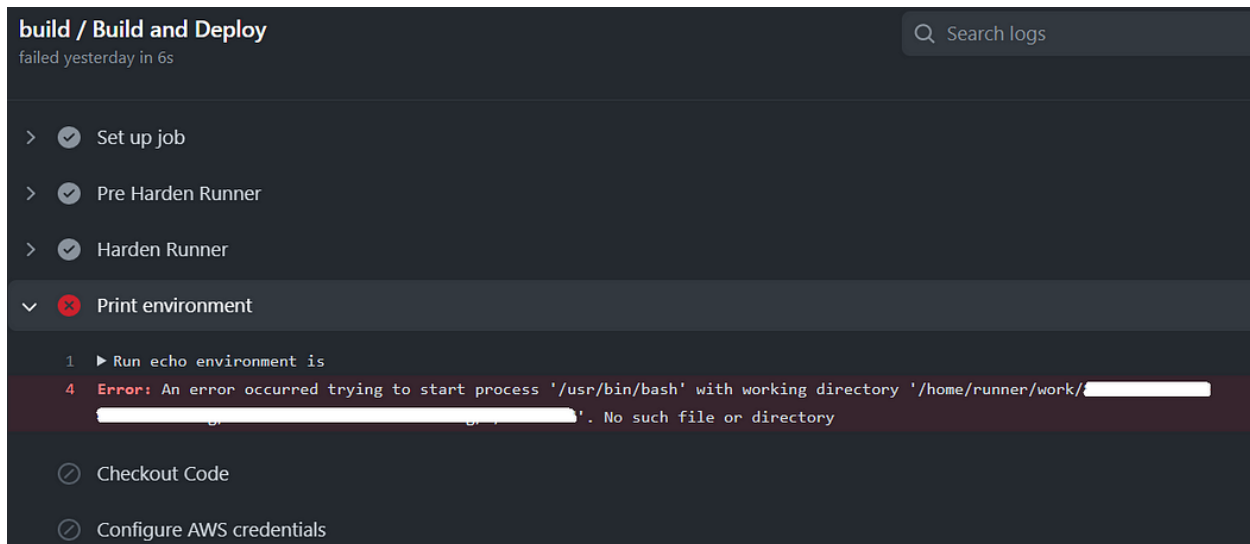 build / Build and Deploy
failed yesterday in 6s
Search logs
Set up job
Pre Harden Runner
Harden Runner
Print environment
1 Run echo environment is
4 Error: An error occurred trying to start process '/usr/bin/bash' with working directory '/home/runner/work/
'. No such file or directory
Checkout Code
Configure AWS credentials